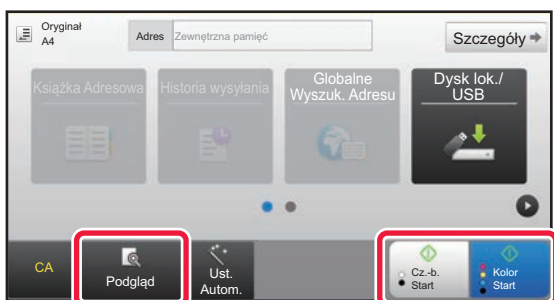 Oryginał
A4
Adres Zewnętrzna pamięć
Szczegóły
Książka Adresowa
Historia wysyłania
Globalne
Wyszuk. Adresu
Dysk lok./
USB
CA
Podgląd
Ust.
Autom.
Cz.-b.
Start
Kolor
Start